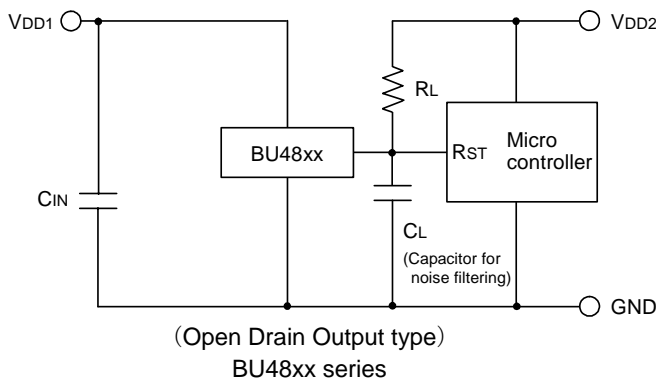 VDD1
VDD2
RL
BU48xx
RST
Micro
controller
CIN
CL
(Capacitor for
noise filtering)
GND
（Open Drain Output type）
BU48xx series